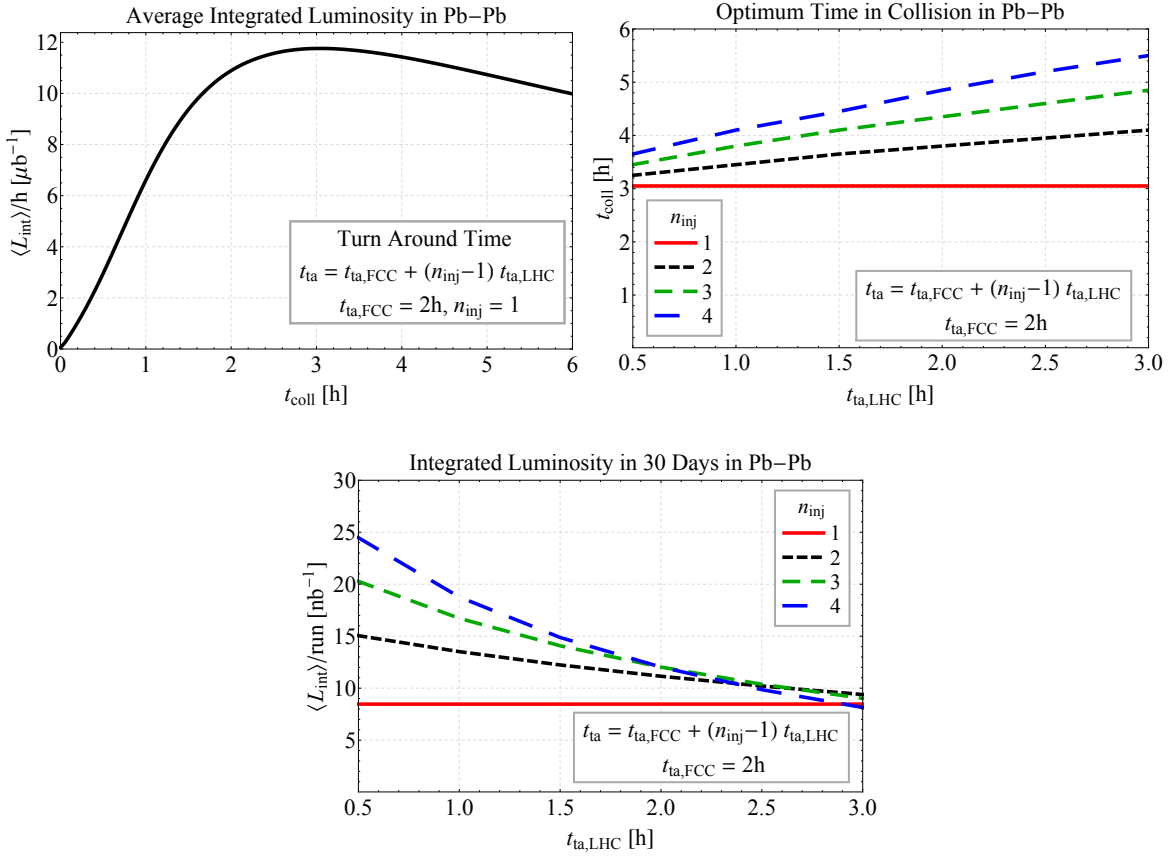 Average Integrated Luminosity in Pb−Pb
⟨L_int⟩/h [μb⁻¹]
12
10
8
6
4
2
0
Turn Around Time
t_ta = t_ta,FCC + (n_inj−1) t_ta,LHC
t_ta,FCC = 2h, n_inj = 1
0 1 2 3 4 5 6
t_coll [h]
Optimum Time in Collision in Pb−Pb
t_coll [h]
6
5
4
3
2
1
n_inj
1
2
3
4
t_ta = t_ta,FCC + (n_inj−1) t_ta,LHC
t_ta,FCC = 2h
0.5 1.0 1.5 2.0 2.5 3.0
t_ta,LHC [h]
Integrated Luminosity in 30 Days in Pb−Pb
⟨L_int⟩/run [nb⁻¹]
30
25
20
15
10
5
n_inj
1
2
3
4
t_ta = t_ta,FCC + (n_inj−1) t_ta,LHC
t_ta,FCC = 2h
0.5 1.0 1.5 2.0 2.5 3.0
t_ta,LHC [h]